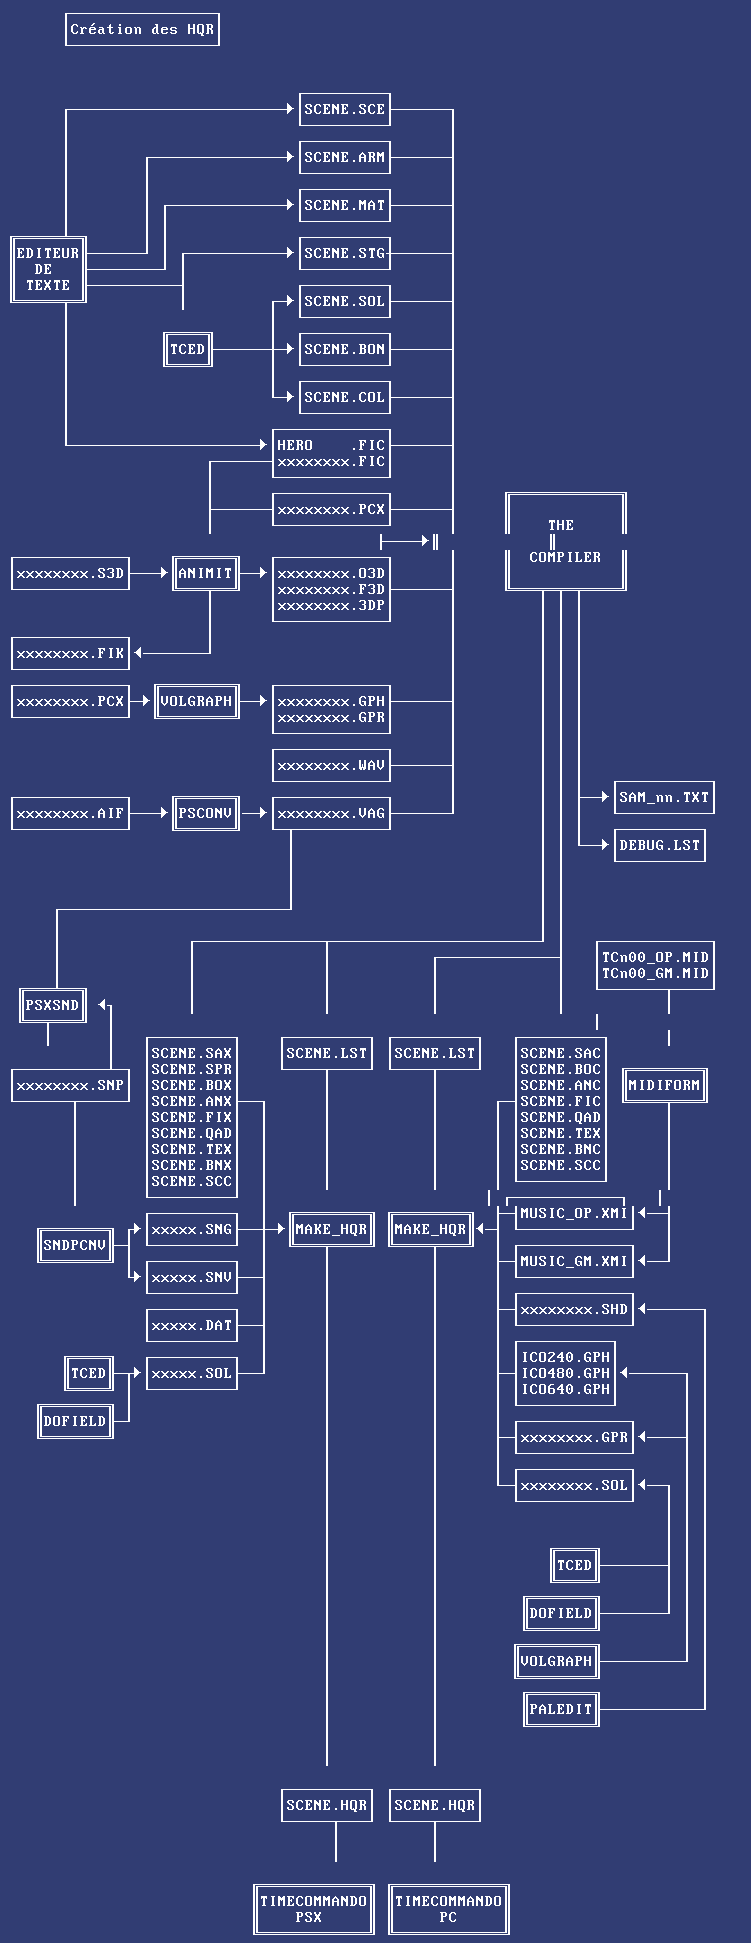 Création des HQR
SCENE.SCE
SCENE.ARM
SCENE.MAT
EDITEUR
DE
TEXTE
SCENE.STG
SCENE.SOL
TCED
SCENE.BON
SCENE.COL
HERO    .FIC
xxxxxxxx.FIC
xxxxxxxx.PCX
THE
COMPILER
xxxxxxxx.S3D
ANIMIT
xxxxxxxx.O3D
xxxxxxxx.F3D
xxxxxxxx.3DP
xxxxxxxx.FIK
xxxxxxxx.PCX
VOLGRAPH
xxxxxxxx.GPH
xxxxxxxx.GPR
xxxxxxxx.WAV
xxxxxxxx.AIF
PSCONV
xxxxxxxx.VAG
SAM_nn.TXT
DEBUG.LST
TCn00_OP.MID
TCn00_GM.MID
PSXSND
xxxxxxxx.SNP
SCENE.SAX
SCENE.SPR
SCENE.BOX
SCENE.ANX
SCENE.FIX
SCENE.QAD
SCENE.TEX
SCENE.BNX
SCENE.SCC
SCENE.LST
SCENE.LST
SCENE.SAC
SCENE.BOC
SCENE.ANC
SCENE.FIC
SCENE.QAD
SCENE.TEX
SCENE.BNC
SCENE.SCC
MIDIFORM
SNDPCNV
xxxxx.SNG
xxxxx.SNV
MAKE_HQR
MAKE_HQR
MUSIC_OP.XMI
MUSIC_GM.XMI
xxxxx.DAT
xxxxxxxx.SHD
TCED
DOFIELD
xxxxx.SOL
ICO240.GPH
ICO480.GPH
ICO640.GPH
xxxxxxxx.GPR
xxxxxxxx.SOL
TCED
DOFIELD
VOLGRAPH
PALEDIT
SCENE.HQR
SCENE.HQR
TIMECOMMANDO
PSX
TIMECOMMANDO
PC